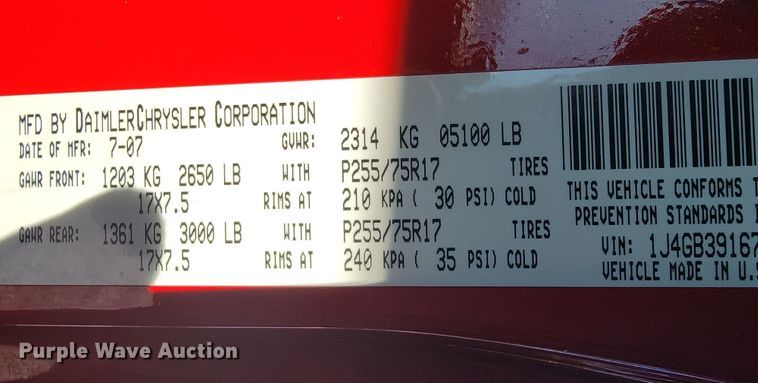 MFD BY DAIMLERCHRYSLER CORPORATION
DATE OF MFR: 7-07 GVWR: 2314 KG 05100 LB
GAWR FRONT: 1203 KG 2650 LB WITH P255/75R17 TIRES
17X7.5 RIMS AT 210 KPA ( 30 PSI) COLD
GAWR REAR: 1361 KG 3000 LB WITH P255/75R17 TIRES
17X7.5 RIMS AT 240 KPA ( 35 PSI) COLD
THIS VEHICLE CONFORMS
PREVENTION STANDARDS
VIN: 1J4GB39167
VEHICLE MADE IN U.S
Purple Wave Auction